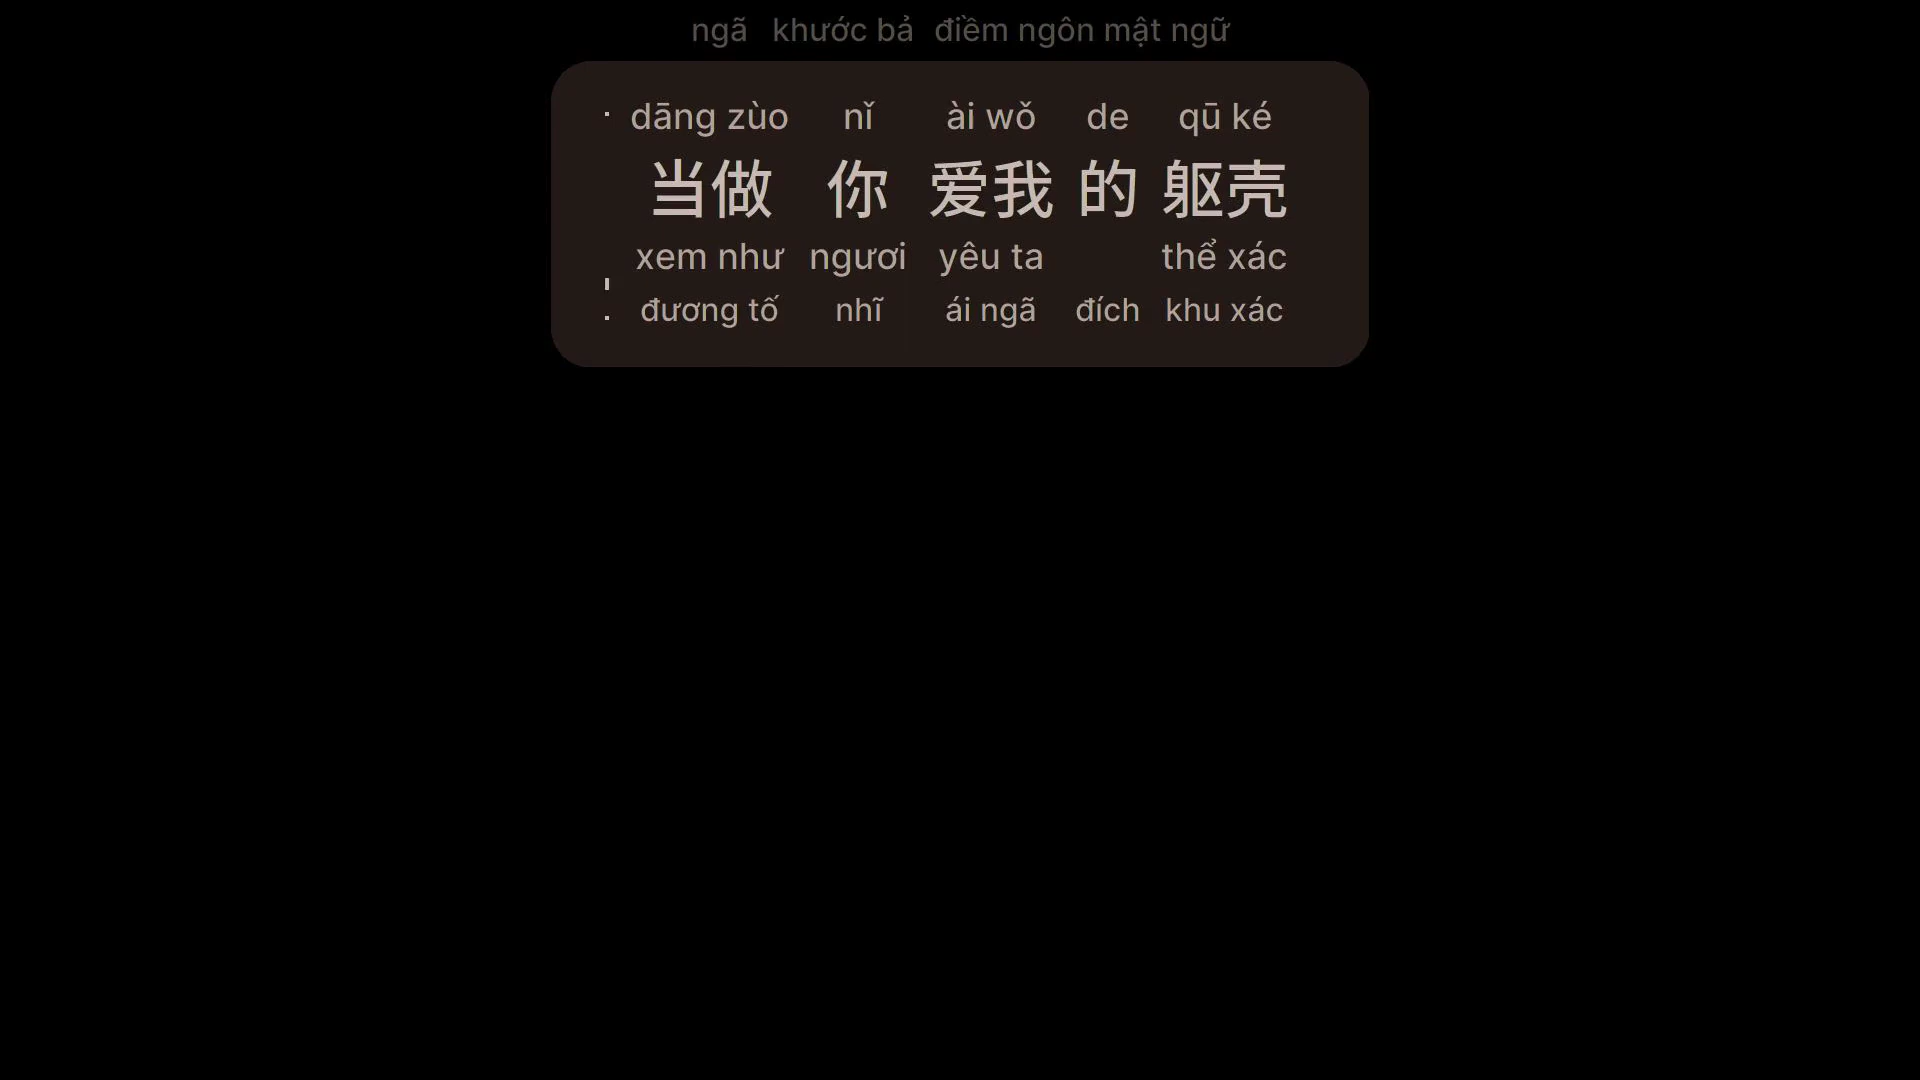 ngã khước bả điềm ngôn mật ngữ
dāng zùo nǐ ài wǒ de qū ké
当做 你 爱我 的 躯壳
xem như ngươi yêu ta thể xác
đương tố nhĩ ái ngã đích khu xác